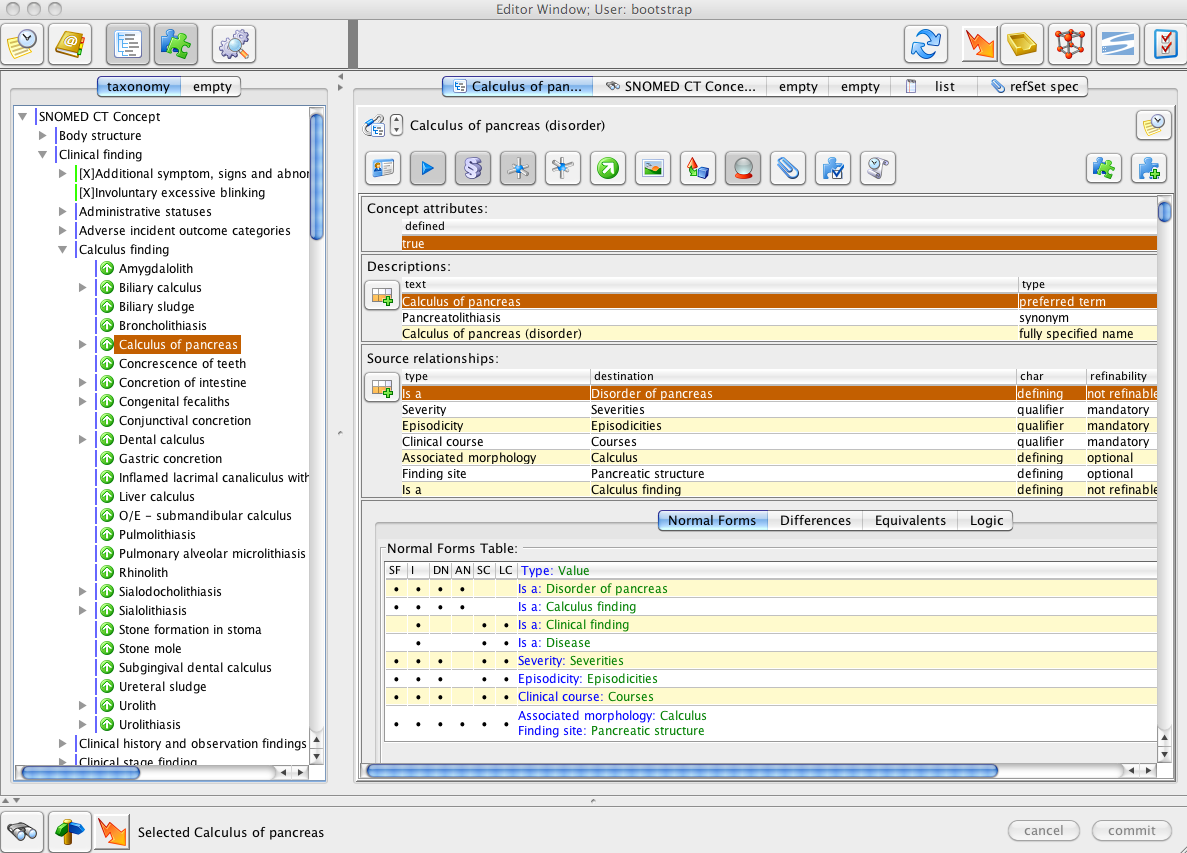 Editor Window; User: bootstrap
taxonomy empty
SNOMED CT Concept
Body structure
Clinical finding
[X]Additional symptom, signs and abnor
[X]Involuntary excessive blinking
Administrative statuses
Adverse incident outcome categories
Calculus finding
Amygdalolith
Biliary calculus
Biliary sludge
Broncholithiasis
Calculus of pancreas
Concrescence of teeth
Concretion of intestine
Congenital fecaliths
Conjunctival concretion
Dental calculus
Gastric concretion
Inflamed lacrimal canaliculus with
Liver calculus
O/E - submandibular calculus
Pulmolithiasis
Pulmonary alveolar microlithiasis
Rhinolith
Sialodocholithiasis
Sialolithiasis
Stone formation in stoma
Stone mole
Subgingival dental calculus
Ureteral sludge
Urolith
Urolithiasis
Clinical history and observation findings
Clinical stage finding
Calculus of pan... SNOMED CT Conce... empty empty list refSet spec
Calculus of pancreas (disorder)
Concept attributes:
defined
true
Descriptions:
text type
Calculus of pancreas preferred term
Pancreatolithiasis synonym
Calculus of pancreas (disorder) fully specified name
Source relationships:
type destination char refinability
Is a Disorder of pancreas defining not refinable
Severity Severities qualifier mandatory
Episodicity Episodicities qualifier mandatory
Clinical course Courses qualifier mandatory
Associated morphology Calculus defining optional
Finding site Pancreatic structure defining optional
Is a Calculus finding defining not refinable
Normal Forms Differences Equivalents Logic
Normal Forms Table:
SF I DN AN SC LC Type: Value
• • • • Is a: Disorder of pancreas
• • • • Is a: Calculus finding
• • • Is a: Clinical finding
• • • Is a: Disease
• • • • • Severity: Severities
• • • • • Episodicity: Episodicities
• • • • • Clinical course: Courses
• • • • • • Associated morphology: Calculus
Finding site: Pancreatic structure
Selected Calculus of pancreas
cancel commit